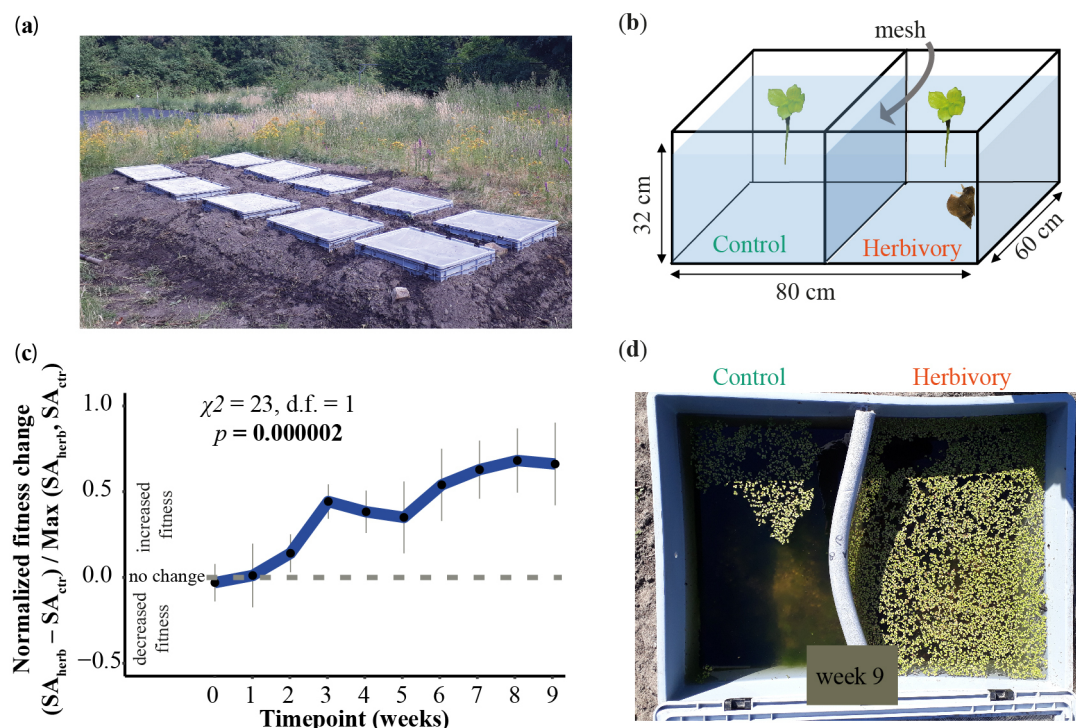 (a)
(b)
mesh
32 cm
Control
Herbivory
60 cm
80 cm
(c)
Normalized fitness change
(SAherb – SActr) / Max (SAherb, SActr)
1.0
0.5
0.0
−0.5
increased
fitness
no change
decreased
fitness
χ2 = 23, d.f. = 1
p = 0.000002
0 1 2 3 4 5 6 7 8 9
Timepoint (weeks)
(d)
Control Herbivory
week 9